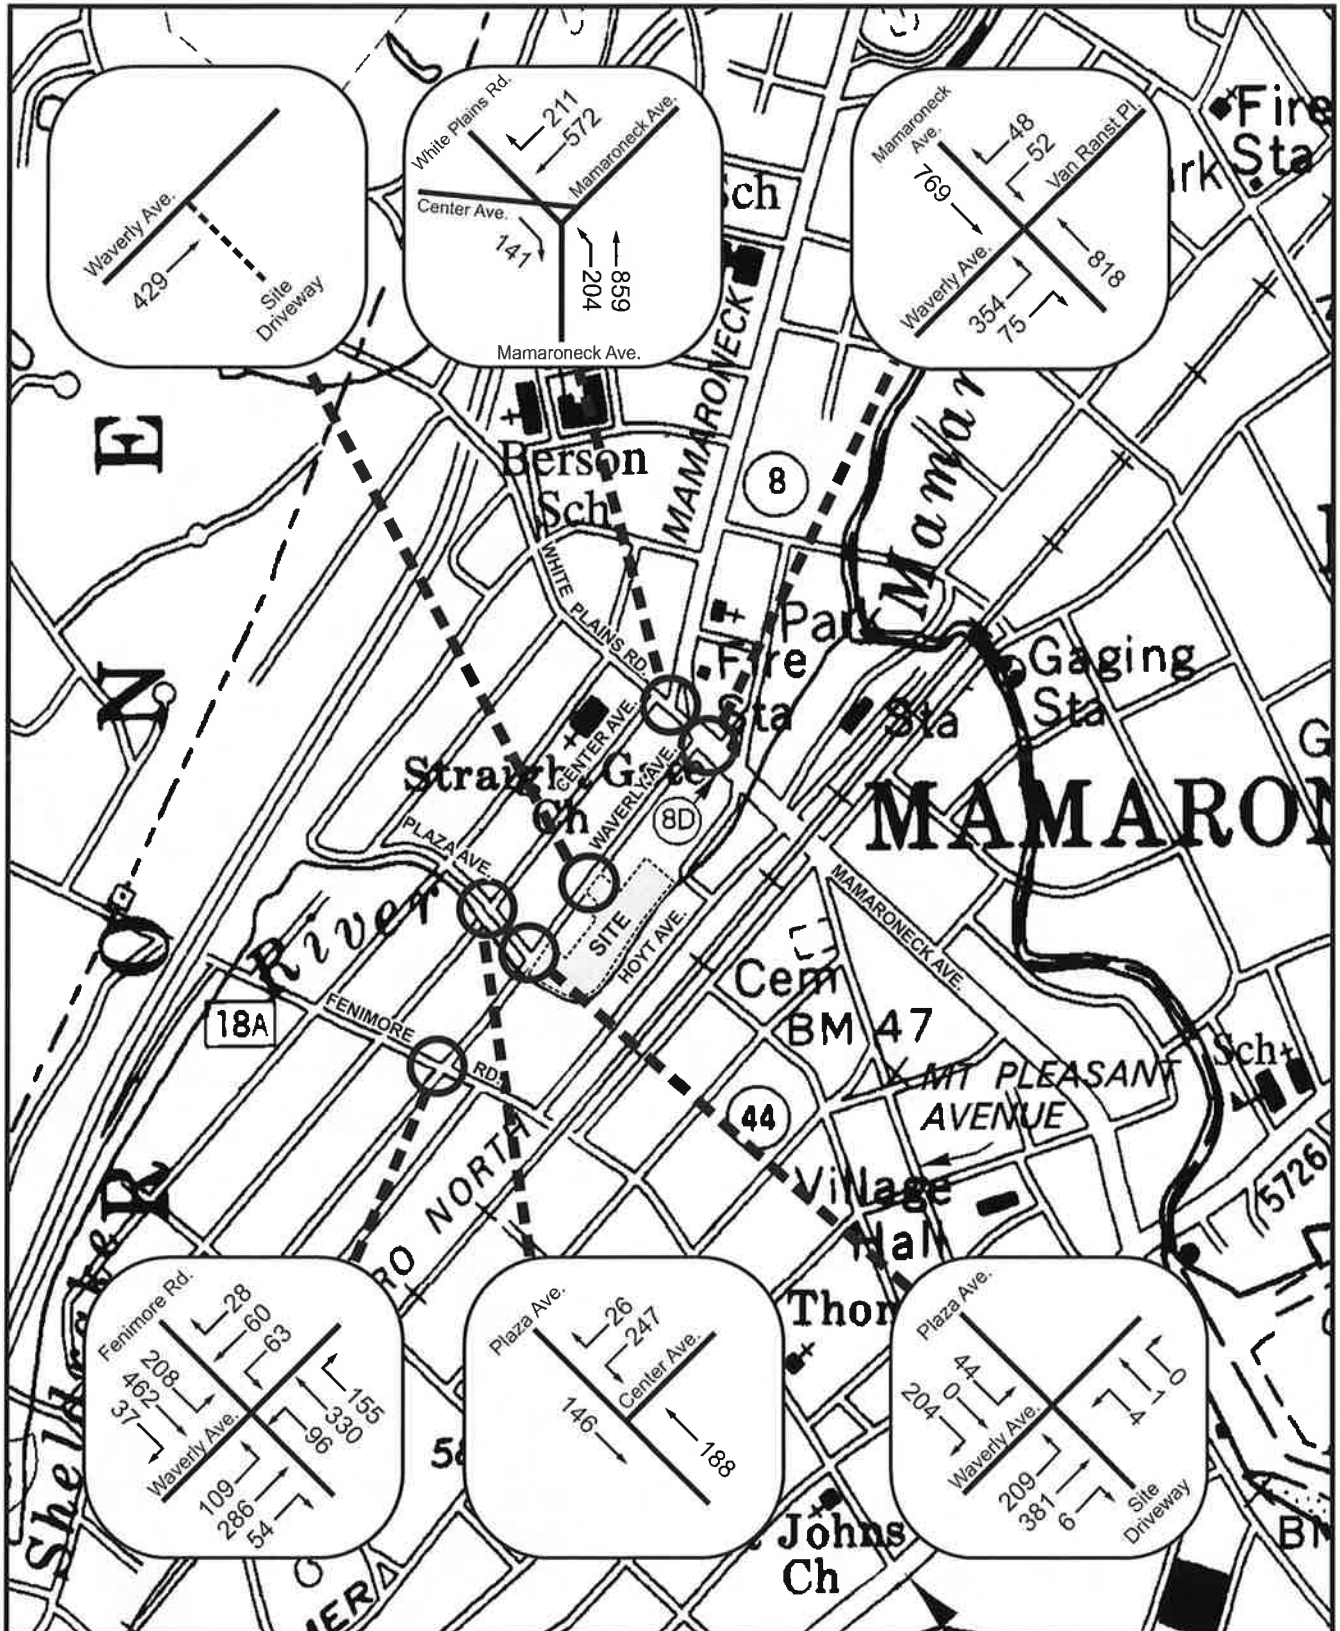 Waverly Ave.
429
Site
Driveway
White Plains Rd.
211
572
Mamaroneck Ave.
Center Ave.
141
204
859
Mamaroneck Ave.
Mamaroneck
Ave.
48
52
Van Ranst Pl.
769
Waverly Ave.
818
354
75
Fire
Sta
Sch
E
Berson
Sch
MAMARONECK
8
WHITE PLAINS RD.
Park
Fire
Sta
Gaging
Sta
Sta
N
CENTER AVE.
WAVERLY AVE.
Ch
8D
MAMARON
PLAZA AVE.
MAMARONECK AVE.
River
SITE
HOYT AVE.
Cem
BM 47
18A
FENIMORE
RD.
Sch
MT PLEASANT
AVENUE
44
NORTH
Village
Hall
5726
R
RO
Fenimore Rd.
28
60
63
208
462
37
Waverly Ave.
155
330
96
109
286
54
Plaza Ave.
26
247
Center Ave.
146
188
Thom
Plaza Ave.
44
0
204
Waverly Ave.
0
1
4
209
381
6
Site
Driveway
Johns
Ch